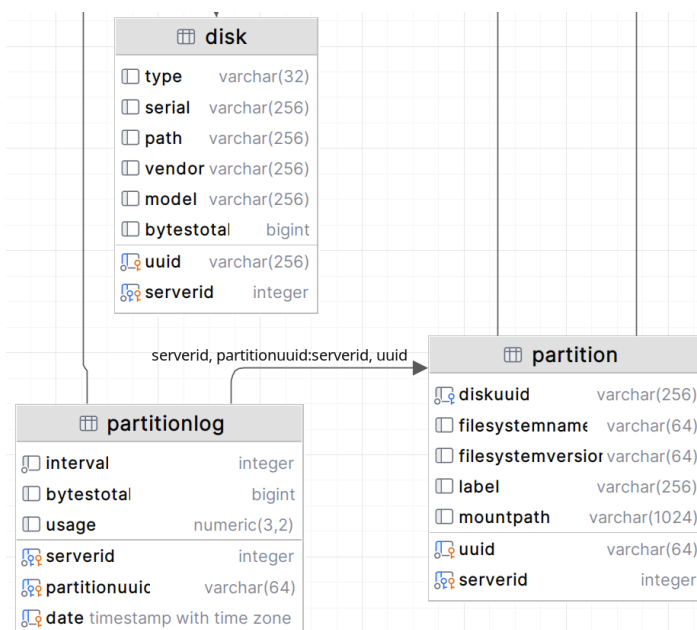 disk
type varchar(32)
serial varchar(256)
path varchar(256)
vendor varchar(256)
model varchar(256)
bytestotal bigint
uuid varchar(256)
serverid integer
serverid, partitionuuid:serverid, uuid
partition
diskuuid varchar(256)
filesystemname varchar(64)
filesystemversion varchar(64)
label varchar(256)
mountpath varchar(1024)
uuid varchar(64)
serverid integer
partitionlog
interval integer
bytestotal bigint
usage numeric(3,2)
serverid integer
partitionuuid varchar(64)
date timestamp with time zone